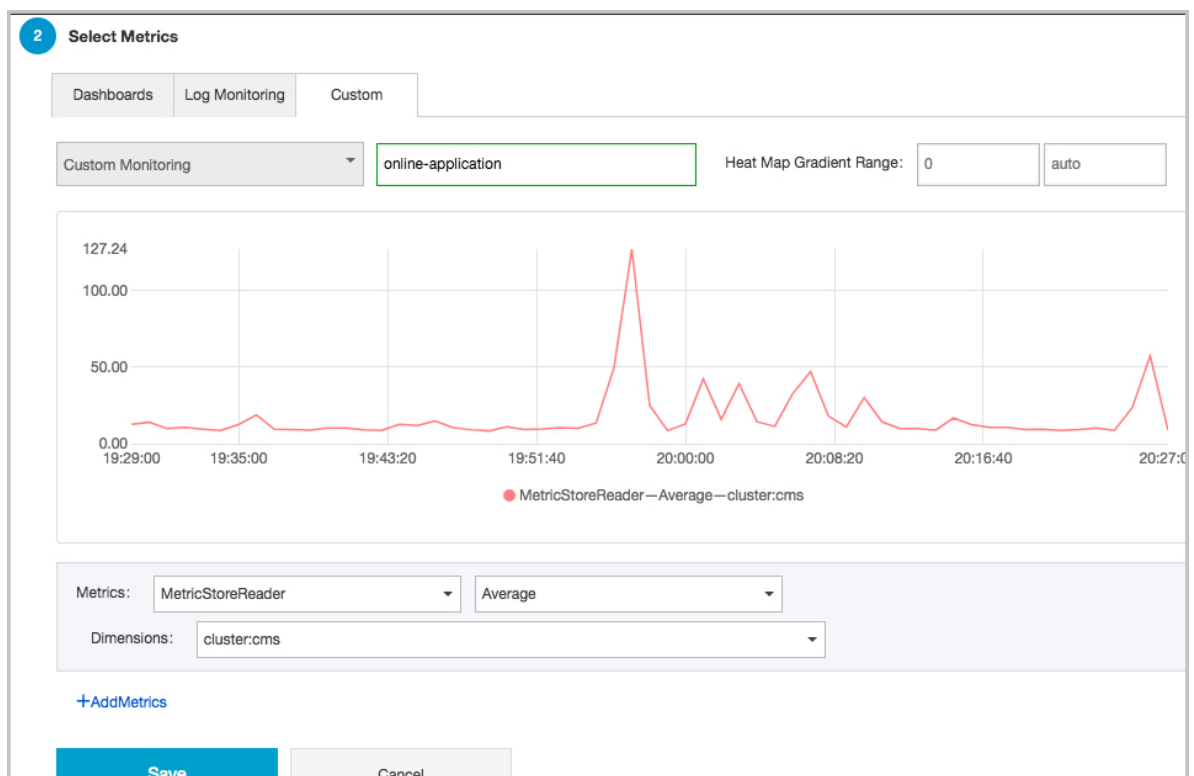 2 Select Metrics
Dashboards Log Monitoring Custom
Custom Monitoring online-application Heat Map Gradient Range: 0 auto
127.24
100.00
50.00
0.00
19:29:00 19:35:00 19:43:20 19:51:40 20:00:00 20:08:20 20:16:40 20:27:0
MetricStoreReader—Average—cluster:cms
Metrics: MetricStoreReader Average
Dimensions: cluster:cms
+AddMetrics
Save Cancel